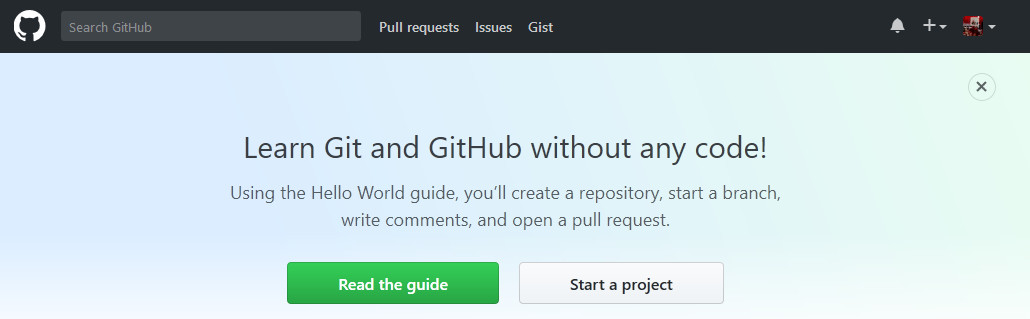 Search GitHub
Pull requests
Issues
Gist
Learn Git and GitHub without any code!
Using the Hello World guide, you’ll create a repository, start a branch,
write comments, and open a pull request.
Read the guide
Start a project